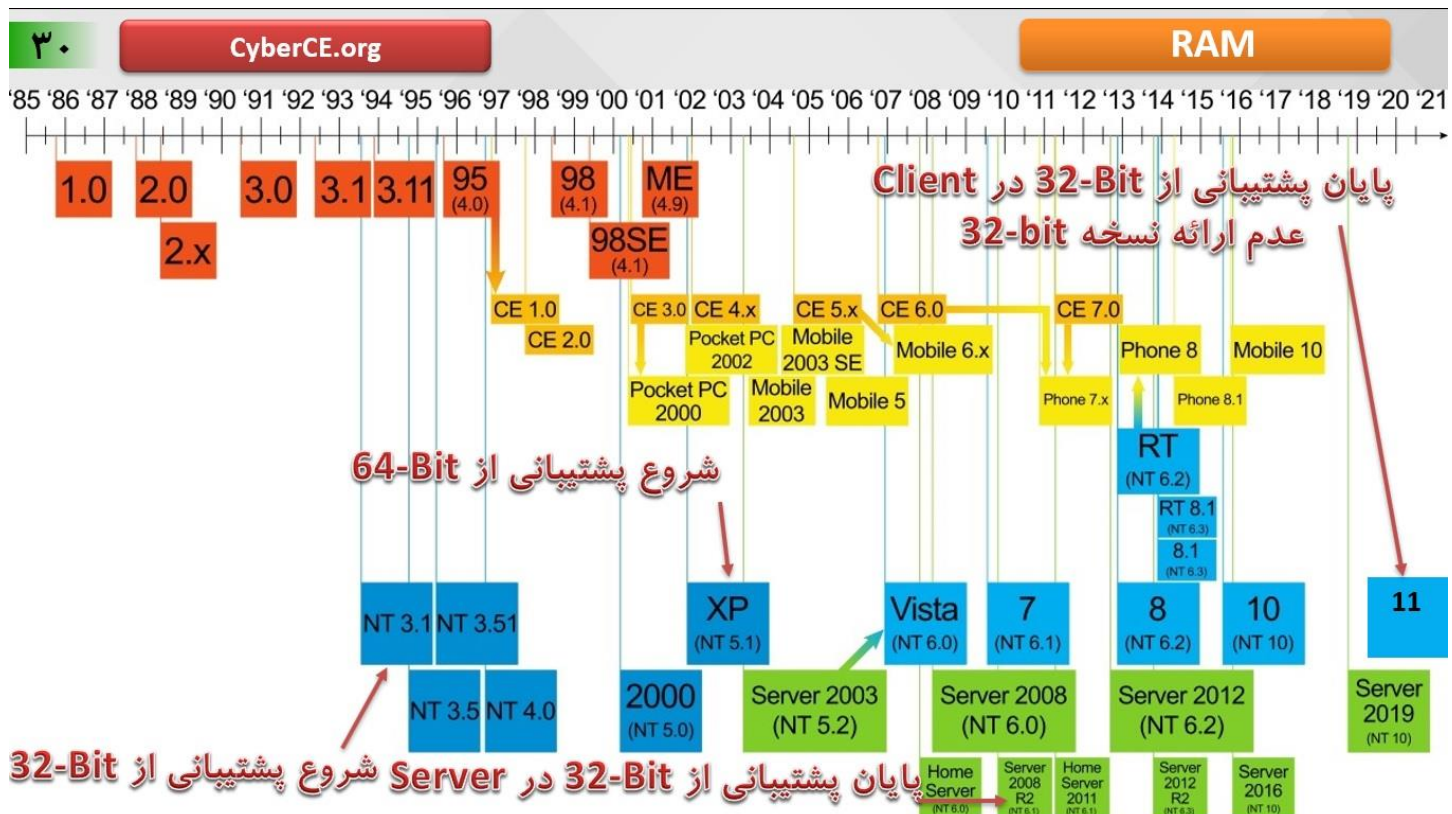 ۳۰
CyberCE.org
RAM
'85 '86 '87 '88 '89 '90 '91 '92 '93 '94 '95 '96 '97 '98 '99 '00 '01 '02 '03 '04 '05 '06 '07 '08 '09 '10 '11 '12 '13 '14 '15 '16 '17 '18 '19 '20 '21
1.0
2.0
3.0
3.1
3.11
95
(4.0)
98
(4.1)
ME
(4.9)
پایان پشتیبانی از 32-Bit در Client
عدم ارائه نسخه 32-bit
2.x
98SE
(4.1)
CE 1.0
CE 2.0
CE 3.0
CE 4.x
CE 5.x
CE 6.0
CE 7.0
Pocket PC
2002
Mobile
2003 SE
Mobile 6.x
Phone 8
Mobile 10
Pocket PC
2000
Mobile
2003
Mobile 5
Phone 7.x
Phone 8.1
شروع پشتیبانی از 64-Bit
RT
(NT 6.2)
RT 8.1
(NT 6.3)
8.1
(NT 6.3)
NT 3.1
NT 3.51
XP
(NT 5.1)
Vista
(NT 6.0)
7
(NT 6.1)
8
(NT 6.2)
10
(NT 10)
11
NT 3.5
NT 4.0
2000
(NT 5.0)
Server 2003
(NT 5.2)
Server 2008
(NT 6.0)
Server 2012
(NT 6.2)
Server
2019
(NT 10)
شروع پشتیبانی از 32-Bit
پایان پشتیبانی از 32-Bit در Server
Home
Server
(NT 6.0)
Server
2008
R2
(NT 6.1)
Home
Server
2011
(NT 6.1)
Server
2012
R2
(NT 6.3)
Server
2016
(NT 10)